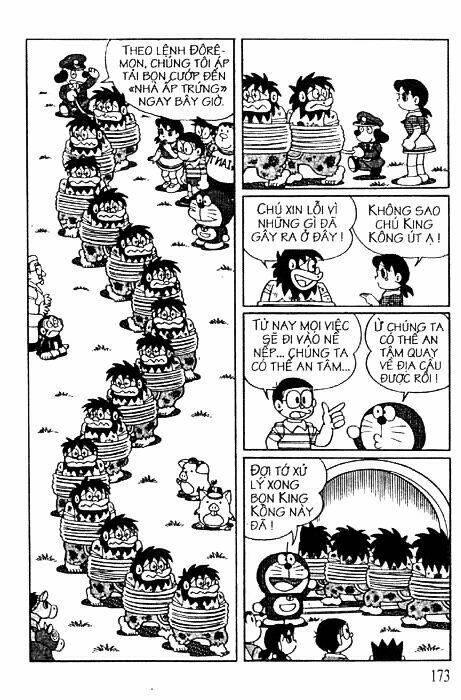 THEO LỆNH ĐÔRÊ-
MON, CHÚNG TÔI ÁP
TẢI BỌN CƯỚP ĐẾN
«NHÀ ẤP TRỨNG»
NGAY BÂY GIỜ.
CHÚ XIN LỖI VÌ
NHỮNG GÌ ĐÃ
GÂY RA Ở ĐÂY!
KHÔNG SAO
CHÚ KING
KÔNG ÚT Ạ!
TỪ NAY MỌI VIỆC
SẼ ĐI VÀO NỀ
NẾP... CHÚNG TA
CÓ THỂ AN TÂM...
Ừ CHÚNG TA
CÓ THỂ AN
TÂM QUAY
VỀ ĐỊA CẦU
ĐƯỢC RỒI!
ĐỢI TỚ XỬ
LÝ XONG
BỌN KING
KÔNG NÀY
ĐÃ!
173